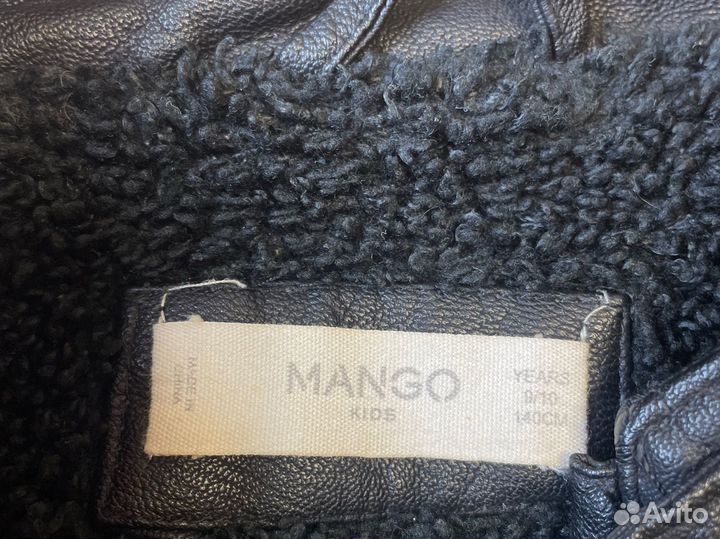 MADE IN
CHINA
MANGO
KIDS
YEARS
9/10
140CM
Avito